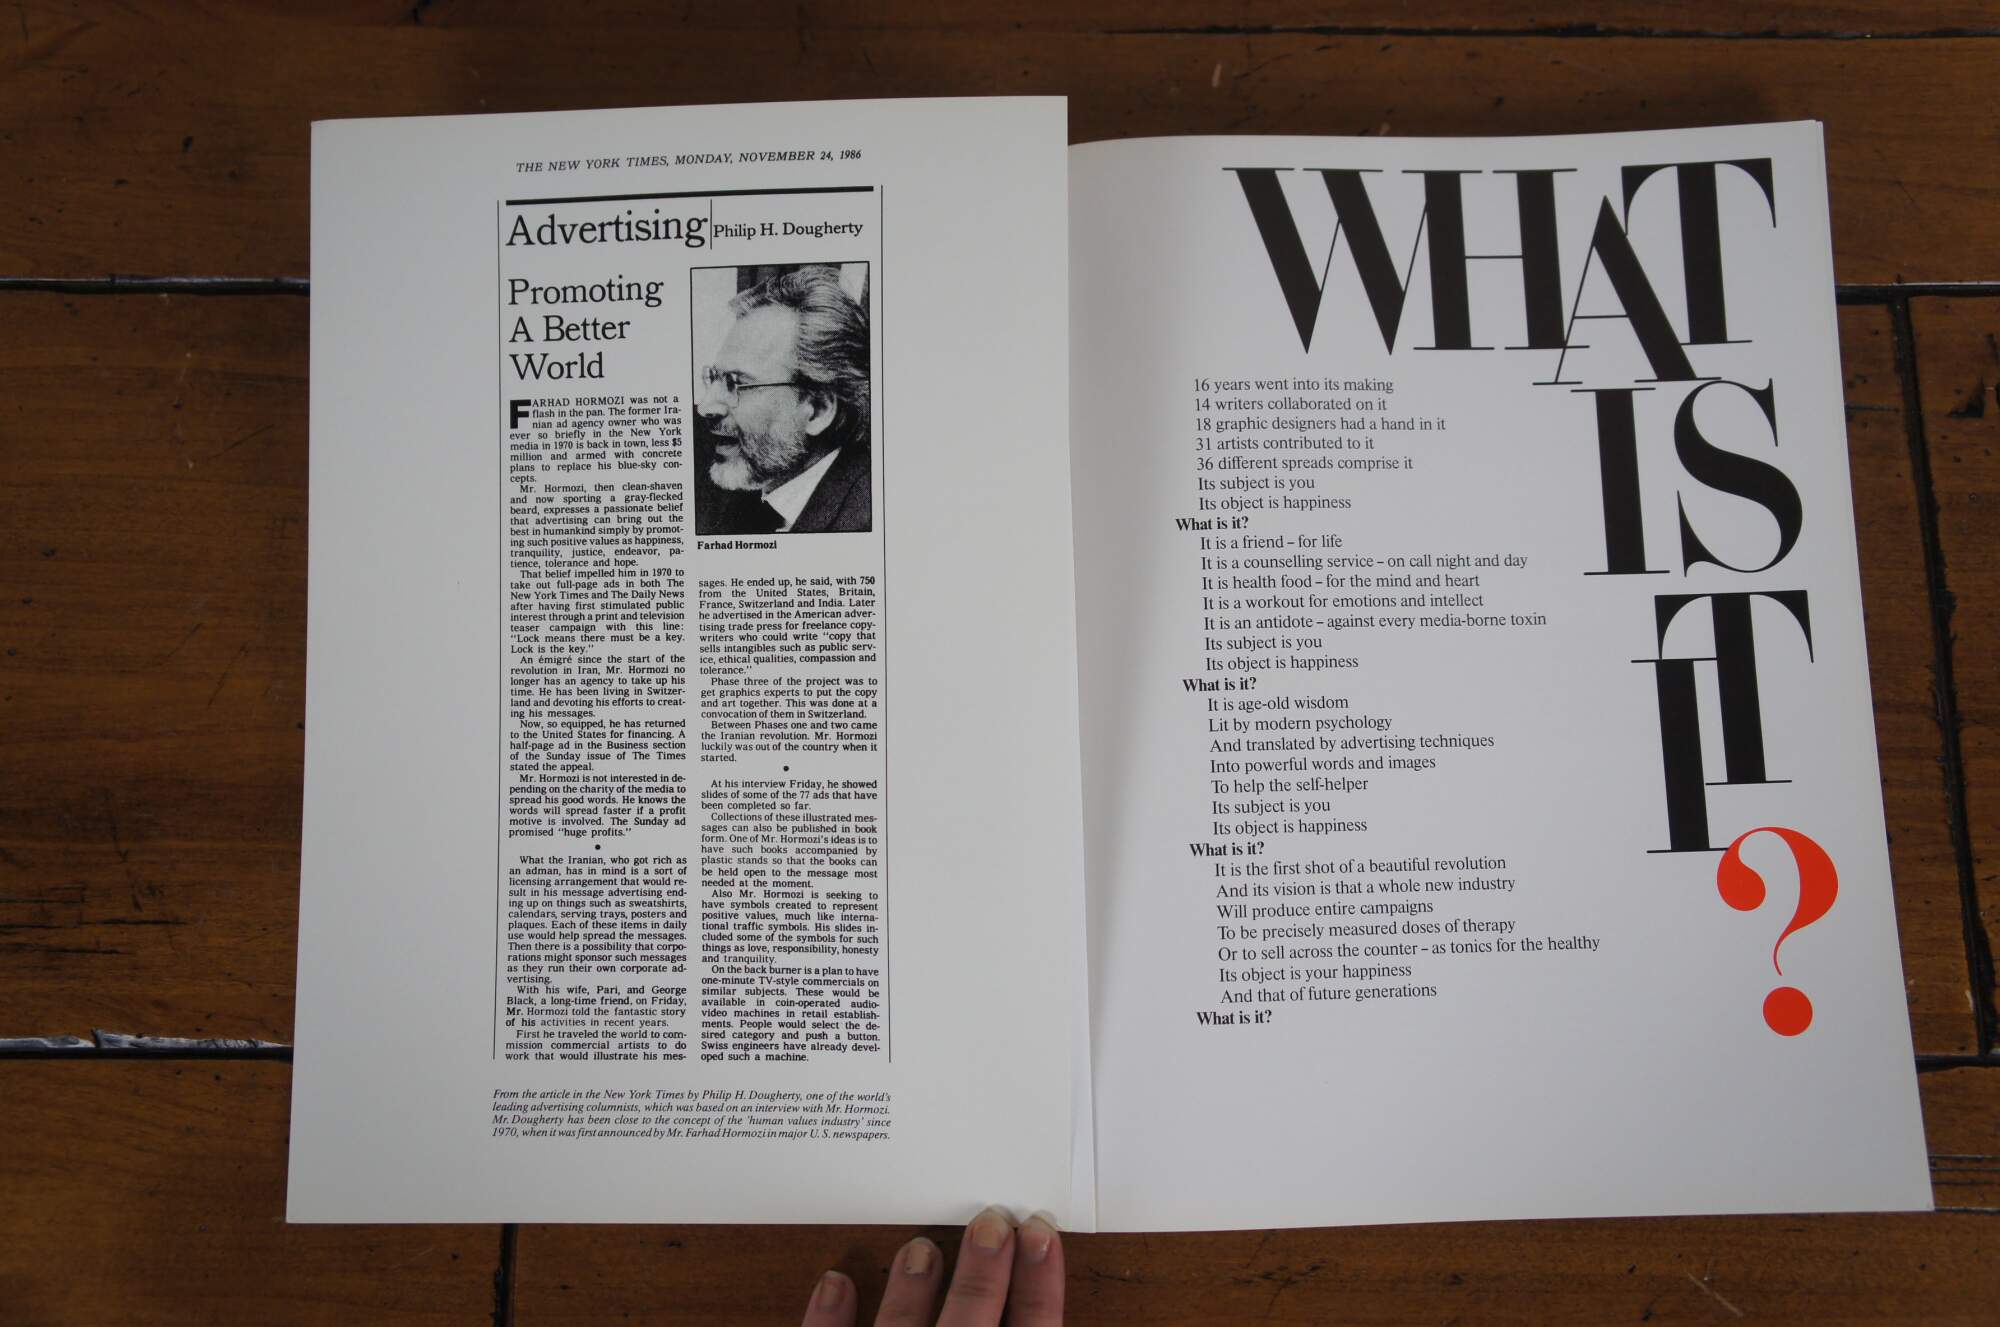 THE NEW YORK TIMES, MONDAY, NOVEMBER 24, 1986
Advertising
Philip H. Dougherty
Promoting
A Better
World
FARHAD HORMOZI was not a
flash in the pan. The former Ira-
nian ad agency owner who was
ever so briefly in the New York
media in 1970 is back in town, less $5
million and armed with concrete
plans to replace his blue-sky con-
cepts.
Mr. Hormozi, then clean-shaven
and now sporting a gray-flecked
beard, expresses a passionate belief
that advertising can bring out the
best in humankind simply by promot-
ing such positive values as happiness,
tranquility, justice, endeavor, pa-
tience, tolerance and hope.
That belief impelled him in 1970 to
take out full-page ads in both The
New York Times and The Daily News
after having first stimulated public
interest through a print and television
teaser campaign with this line:
"Lock means there must be a key.
Lock is the key."
An émigré since the start of the
revolution in Iran, Mr. Hormozi no
longer has an agency to take up his
time. He has been living in Switzer-
land and devoting his efforts to creat-
ing his messages.
Now, so equipped, he has returned
to the United States for financing. A
half-page ad in the Business section
of the Sunday issue of The Times
stated the appeal.
Mr. Hormozi is not interested in de-
pending on the charity of the media to
spread his good words. He knows the
words will spread faster if a profit
motive is involved. The Sunday ad
promised "huge profits."
•
What the Iranian, who got rich as
an adman, has in mind is a sort of
licensing arrangement that would re-
sult in his message advertising end-
ing up on things such as sweatshirts,
calendars, serving trays, posters and
plaques. Each of these items in daily
use would help spread the messages.
Then there is a possibility that corpo-
rations might sponsor such messages
as they run their own corporate ad-
vertising.
With his wife, Pari, and George
Black, a long-time friend, on Friday,
Mr. Hormozi told the fantastic story
of his activities in recent years.
First he traveled the world to com-
mission commercial artists to do
work that would illustrate his mes-
Farhad Hormozi
sages. He ended up, he said, with 750
from the United States, Britain,
France, Switzerland and India. Later
he advertised in the American adver-
tising trade press for freelance copy-
writers who could write "copy that
sells intangibles such as public serv-
ice, ethical qualities, compassion and
tolerance."
Phase three of the project was to
get graphics experts to put the copy
and art together. This was done at a
convocation of them in Switzerland.
Between Phases one and two came
the Iranian revolution. Mr. Hormozi
luckily was out of the country when it
started.
•
At his interview Friday, he showed
slides of some of the 77 ads that have
been completed so far.
Collections of these illustrated mes-
sages can also be published in book
form. One of Mr. Hormozi's ideas is to
have such books accompanied by
plastic stands so that the books can
be held open to the message most
needed at the moment.
Also Mr. Hormozi is seeking to
have symbols created to represent
positive values, much like interna-
tional traffic symbols. His slides in-
cluded some of the symbols for such
things as love, responsibility, honesty
and tranquility.
On the back burner is a plan to have
one-minute TV-style commercials on
similar subjects. These would be
available in coin-operated audio-
video machines in retail establish-
ments. People would select the de-
sired category and push a button.
Swiss engineers have already devel-
oped such a machine.
From the article in the New York Times by Philip H. Dougherty, one of the world's
leading advertising columnists, which was based on an interview with Mr. Hormozi.
Mr. Dougherty has been close to the concept of the 'human values industry' since
1970, when it was first announced by Mr. Farhad Hormozi in major U.S. newspapers.
WHAT
IS
IT
?
16 years went into its making
14 writers collaborated on it
18 graphic designers had a hand in it
31 artists contributed to it
36 different spreads comprise it
Its subject is you
Its object is happiness
What is it?
It is a friend – for life
It is a counselling service – on call night and day
It is health food – for the mind and heart
It is a workout for emotions and intellect
It is an antidote – against every media-borne toxin
Its subject is you
Its object is happiness
What is it?
It is age-old wisdom
Lit by modern psychology
And translated by advertising techniques
Into powerful words and images
To help the self-helper
Its subject is you
Its object is happiness
What is it?
It is the first shot of a beautiful revolution
And its vision is that a whole new industry
Will produce entire campaigns
To be precisely measured doses of therapy
Or to sell across the counter – as tonics for the healthy
Its object is your happiness
And that of future generations
What is it?